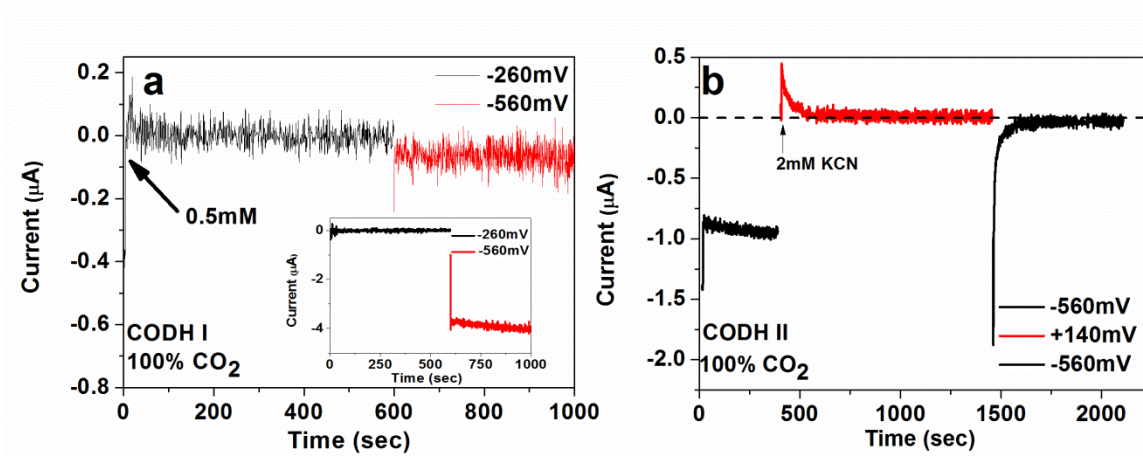 a
-260mV
-560mV
0.2
0.0
-0.2
-0.4
-0.6
-0.8
Current (μA)
0.5mM
CODH I
100% CO2
0
200
400
600
800
1000
Time (sec)
-260mV
-560mV
0
-2
-4
Current (μA)
0
250
500
750
1000
Time (sec)
b
0.5
0.0
-0.5
-1.0
-1.5
-2.0
Current (μA)
2mM KCN
CODH II
100% CO2
-560mV
+140mV
-560mV
0
500
1000
1500
2000
Time (sec)